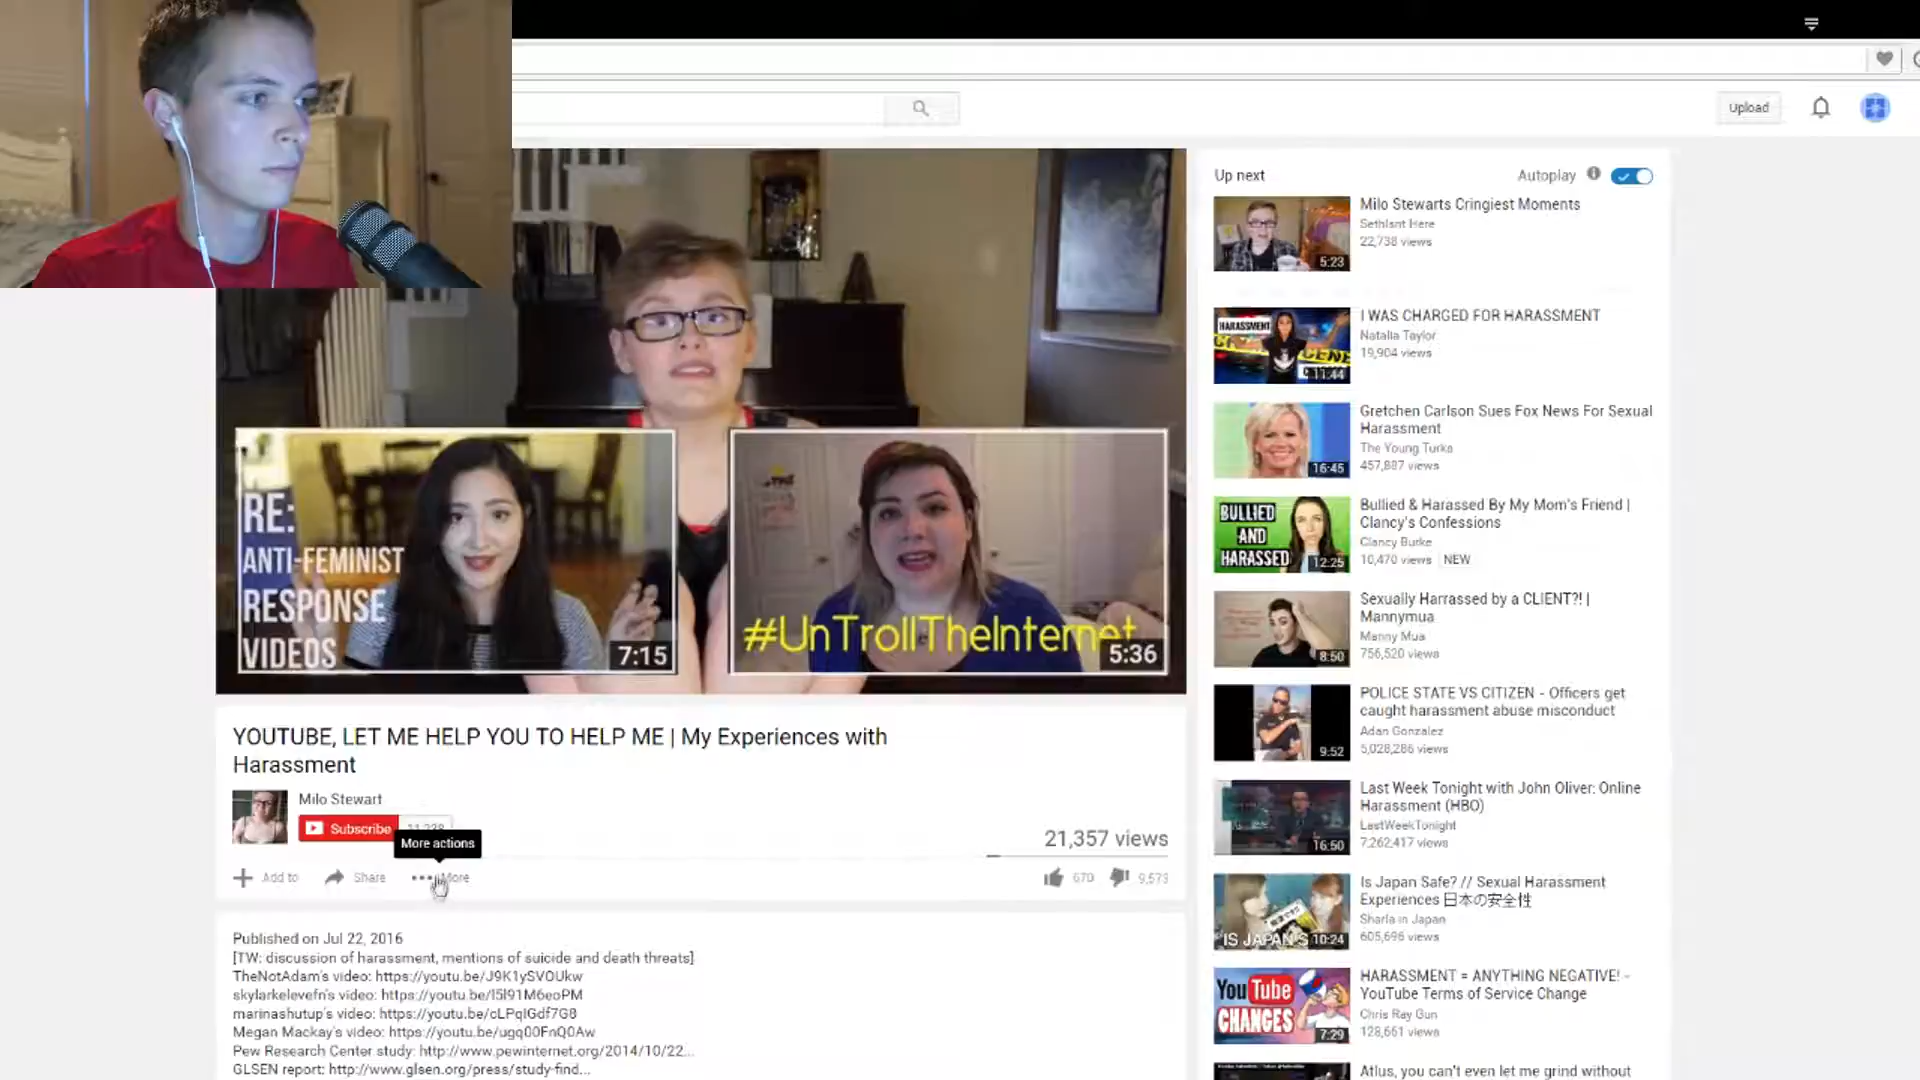 Upload
RE:
ANTI-FEMINIST
RESPONSE
VIDEOS
7:15
#UnTrollTheInternet
5:36
YOUTUBE, LET ME HELP YOU TO HELP ME | My Experiences with
Harassment
Milo Stewart
Subscribe
More actions
21,357 views
Add to
Share
More
670
9,573
Published on Jul 22, 2016
[TW: discussion of harassment, mentions of suicide and death threats]
TheNotAdam's video: https://youtu.be/J9K1ySVOUkw
skylarkelevefn's video: https://youtu.be/l5l91M6eoPM
marinashutup's video: https://youtu.be/cLPqIGdf7G8
Megan Mackay's video: https://youtu.be/ugq00FnQ0Aw
Pew Research Center study: http://www.pewinternet.org/2014/10/22...
GLSEN report: http://www.glsen.org/press/study-find...
Up next
Autoplay
Milo Stewarts Cringiest Moments
Sethlant Here
22,738 views
5:23
I WAS CHARGED FOR HARASSMENT
Natalia Taylor
19,904 views
HARASSMENT
11:44
Gretchen Carlson Sues Fox News For Sexual
Harassment
The Young Turks
457,887 views
16:45
Bullied & Harassed By My Mom's Friend |
Clancy's Confessions
Clancy Burke
10,470 views NEW
BULLIED
AND
HARASSED
12:25
Sexually Harrassed by a CLIENT?! |
Mannymua
Manny Mua
756,520 views
8:50
POLICE STATE VS CITIZEN - Officers get
caught harassment abuse misconduct
Adan Gonzalez
5,028,286 views
9:52
Last Week Tonight with John Oliver: Online
Harassment (HBO)
LastWeekTonight
7,262,417 views
16:50
Is Japan Safe? // Sexual Harassment
Experiences 日本の安全性
Sharla in Japan
605,696 views
IS JAPAN S
10:24
HARASSMENT = ANYTHING NEGATIVE! -
YouTube Terms of Service Change
Chris Ray Gun
128,661 views
YouTube
CHANGES
7:29
Atlus, you can't even let me grind without